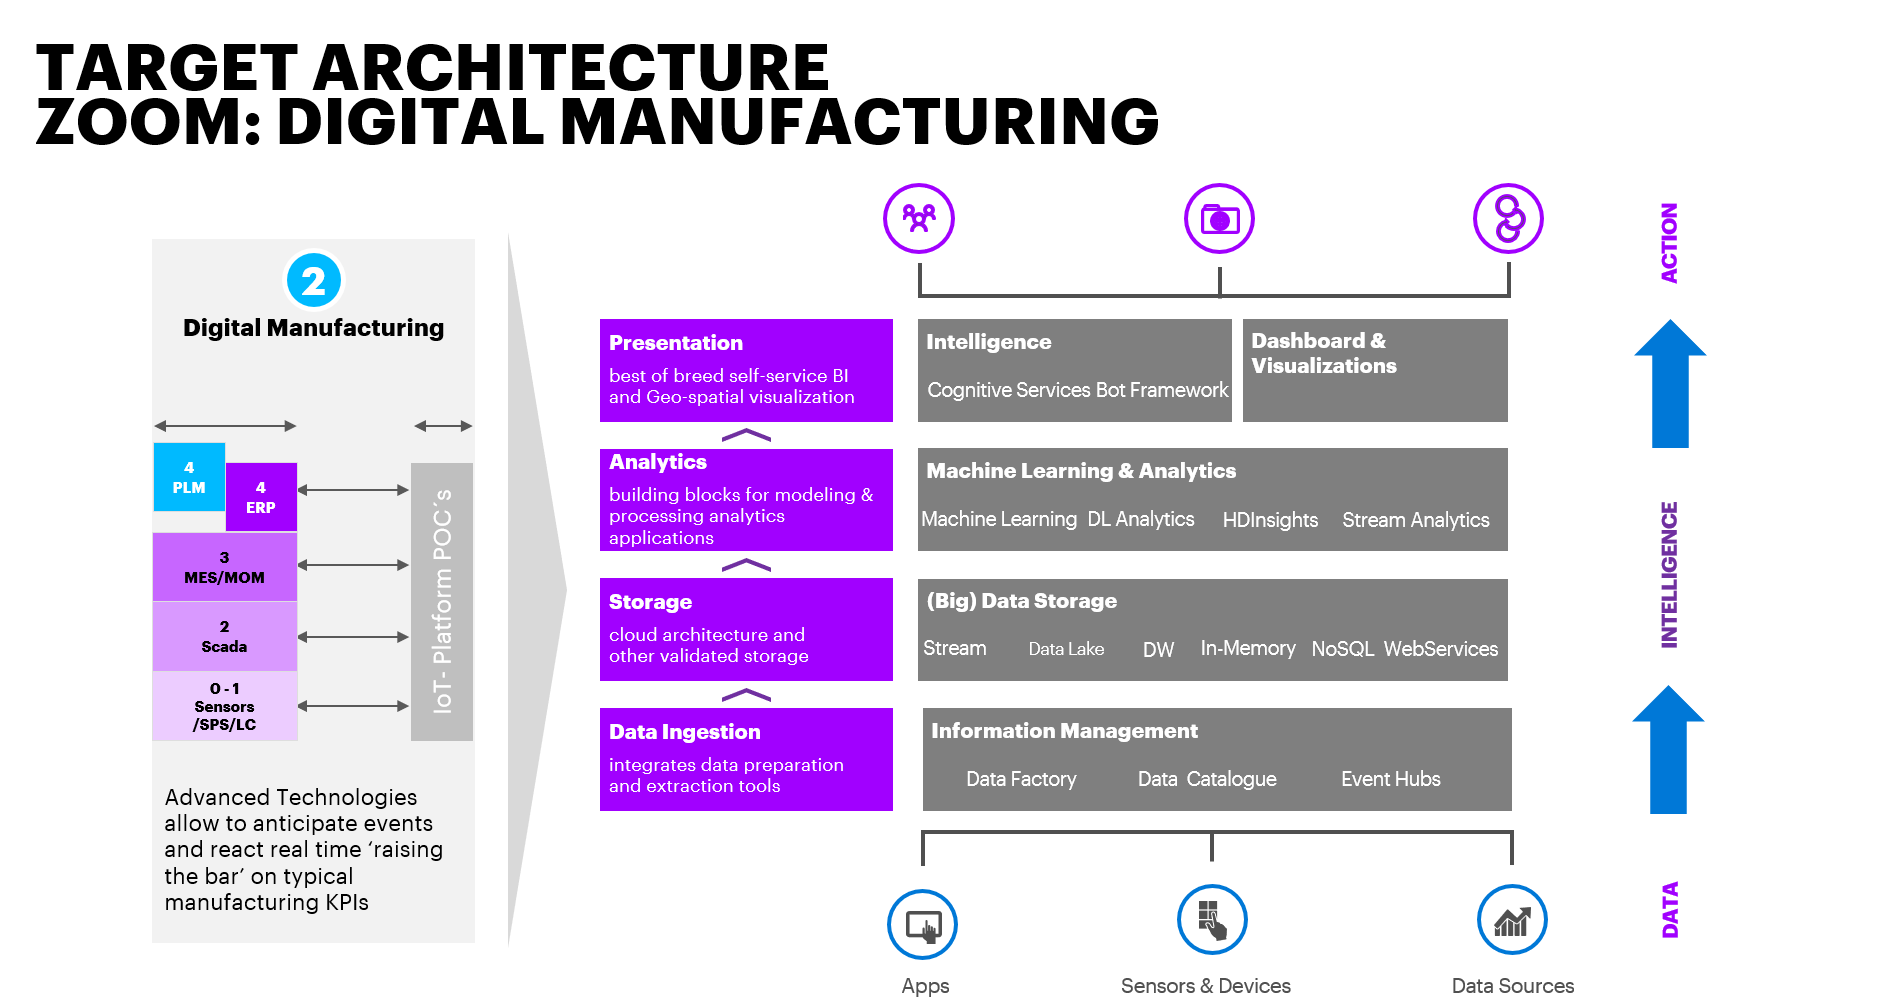 TARGET ARCHITECTURE
ZOOM: DIGITAL MANUFACTURING
2
Digital Manufacturing
4
PLM
4
ERP
3
MES/MOM
2
Scada
0 - 1
Sensors
/SPS/LC
IoT- Platform POC´s
Advanced Technologies
allow to anticipate events
and react real time ‘raising
the bar’ on typical
manufacturing KPIs
Presentation
best of breed self-service BI
and Geo-spatial visualization
Analytics
building blocks for modeling &
processing analytics
applications
Storage
cloud architecture and
other validated storage
Data Ingestion
integrates data preparation
and extraction tools
Intelligence
Cognitive Services Bot Framework
Dashboard &
Visualizations
Machine Learning & Analytics
Machine Learning DL Analytics HDInsights Stream Analytics
(Big) Data Storage
Stream Data Lake DW In-Memory NoSQL WebServices
Information Management
Data Factory Data Catalogue Event Hubs
Apps
Sensors & Devices
Data Sources
ACTION
INTELLIGENCE
DATA